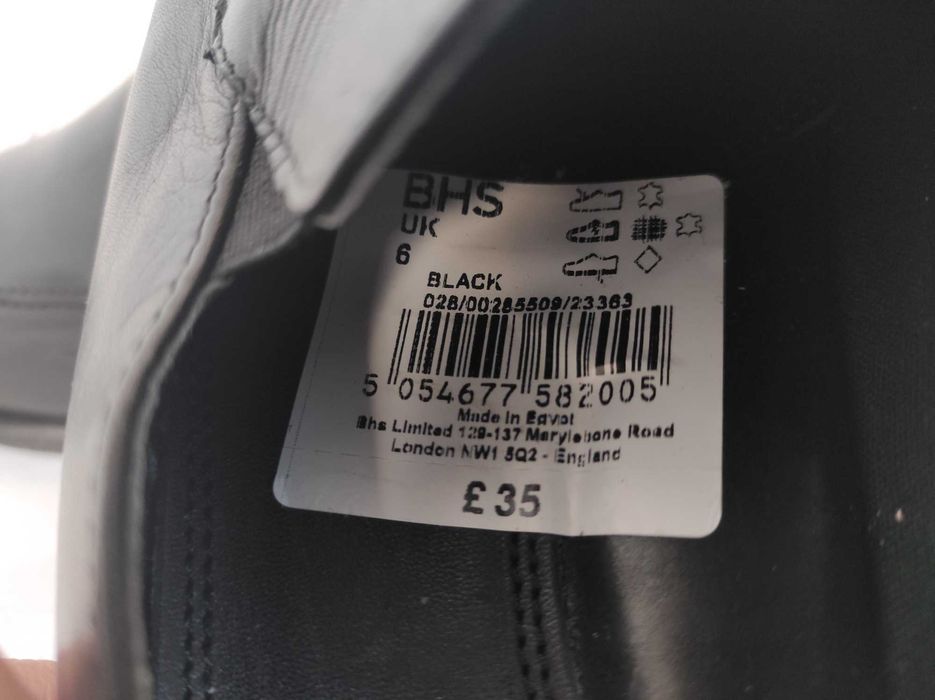 BHS
UK
6
BLACK
028/00285509/23363
5 054677 582005
Made in Egypt
Bhs Limited 129-137 Marylebone Road
London NW1 5Q2 - England
£35